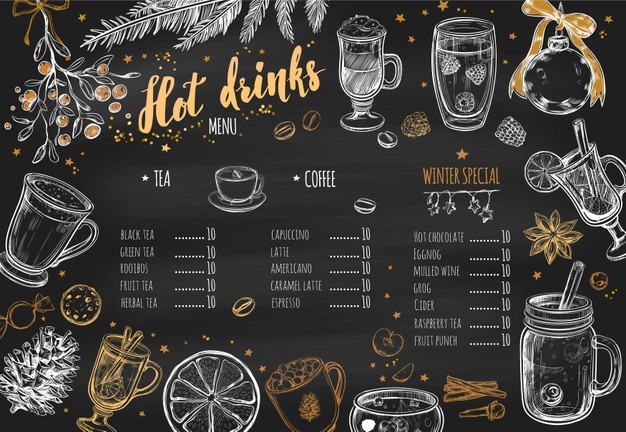 Hot drinks
MENU
TEA
BLACK TEA ........ 10
GREEN TEA ........ 10
ROOIBOS ........ 10
FRUIT TEA ........ 10
HERBAL TEA ........ 10
COFFEE
CAPUCCINO ........ 10
LATTE ........ 10
AMERICANO ........ 10
CARAMEL LATTE ........ 10
ESPRESSO ........ 10
WINTER SPECIAL
HOT CHOCOLATE ........ 10
EGGNOG ........ 10
MULLED WINE ........ 10
GROG ........ 10
CIDER ........ 10
RASPBERRY TEA ........ 10
FRUIT PUNCH ........ 10